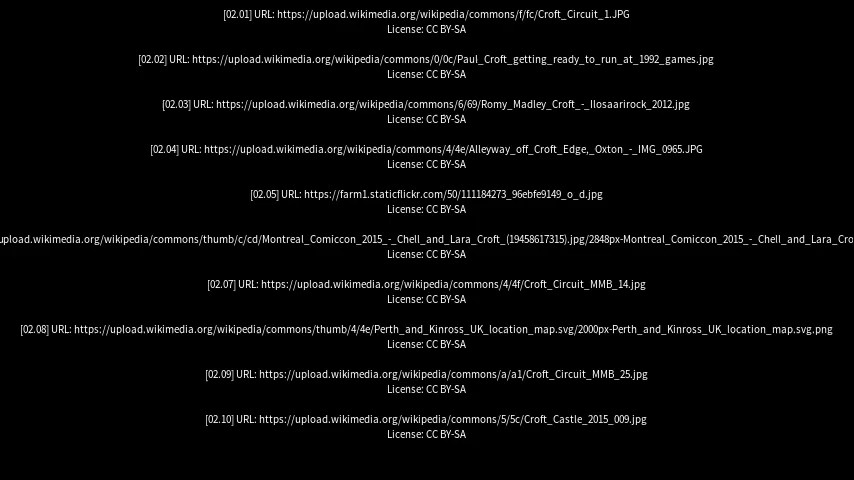 [02.01] URL: https://upload.wikimedia.org/wikipedia/commons/f/fc/Croft_Circuit_1.JPG
License: CC BY-SA
[02.02] URL: https://upload.wikimedia.org/wikipedia/commons/0/0c/Paul_Croft_getting_ready_to_run_at_1992_games.jpg
License: CC BY-SA
[02.03] URL: https://upload.wikimedia.org/wikipedia/commons/6/69/Romy_Madley_Croft_-_Ilosaarirock_2012.jpg
License: CC BY-SA
[02.04] URL: https://upload.wikimedia.org/wikipedia/commons/4/4e/Alleyway_off_Croft_Edge,_Oxton_-_IMG_0965.JPG
License: CC BY-SA
[02.05] URL: https://farm1.staticflickr.com/50/111184273_96ebfe9149_o_d.jpg
License: CC BY-SA
upload.wikimedia.org/wikipedia/commons/thumb/c/cd/Montreal_Comiccon_2015_-_Chell_and_Lara_Croft_(19458617315).jpg/2848px-Montreal_Comiccon_2015_-_Chell_and_Lara_Cro
License: CC BY-SA
[02.07] URL: https://upload.wikimedia.org/wikipedia/commons/4/4f/Croft_Circuit_MMB_14.jpg
License: CC BY-SA
[02.08] URL: https://upload.wikimedia.org/wikipedia/commons/thumb/4/4e/Perth_and_Kinross_UK_location_map.svg/2000px-Perth_and_Kinross_UK_location_map.svg.png
License: CC BY-SA
[02.09] URL: https://upload.wikimedia.org/wikipedia/commons/a/a1/Croft_Circuit_MMB_25.jpg
License: CC BY-SA
[02.10] URL: https://upload.wikimedia.org/wikipedia/commons/5/5c/Croft_Castle_2015_009.jpg
License: CC BY-SA